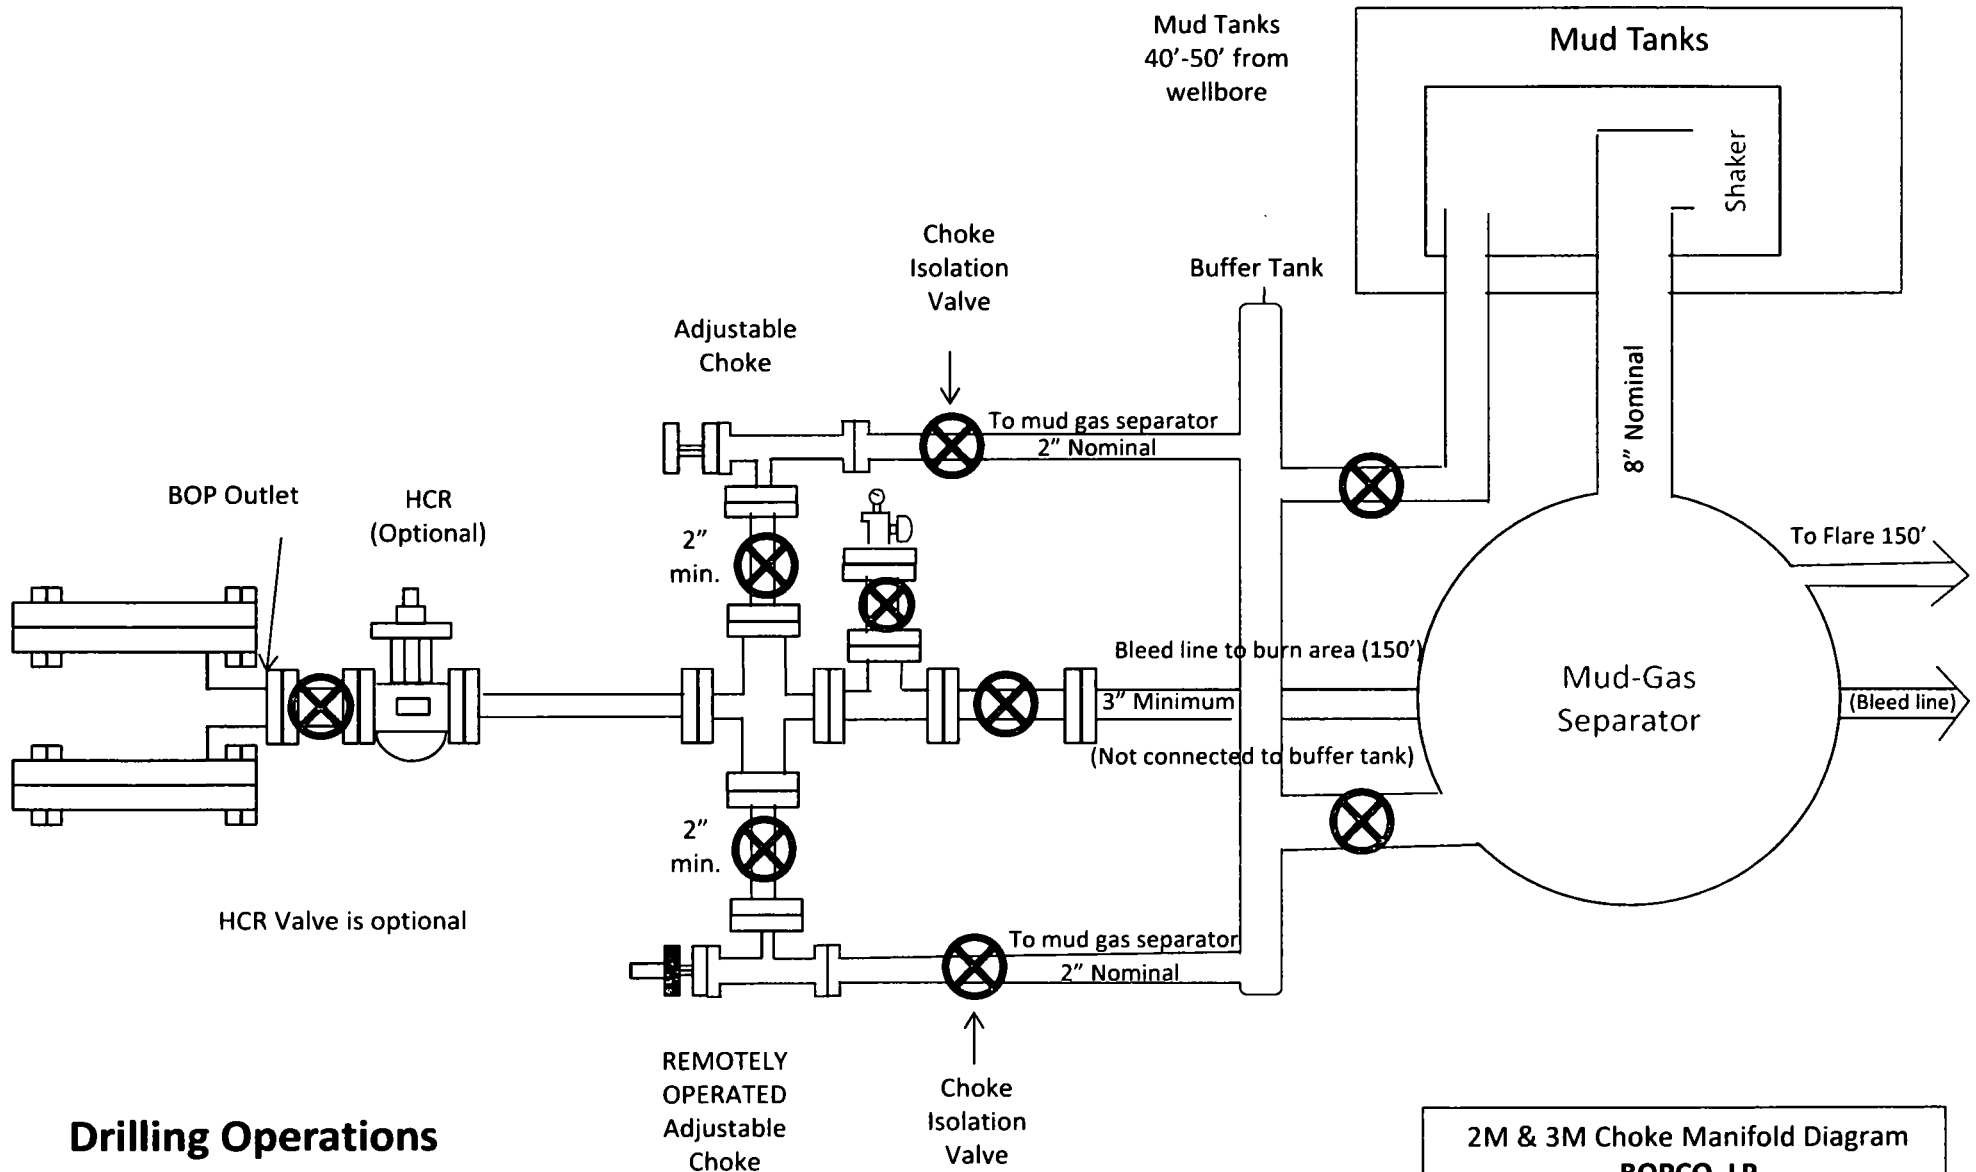 Mud Tanks
40'-50' from
wellbore
Mud Tanks
Shaker
Choke
Isolation
Valve
Buffer Tank
Adjustable
Choke
To mud gas separator
2" Nominal
8" Nominal
BOP Outlet
HCR
(Optional)
2"
min.
To Flare 150'
Bleed line to burn area (150')
3" Minimum
(Not connected to buffer tank)
Mud-Gas
Separator
(Bleed line)
2"
min.
HCR Valve is optional
To mud gas separator
2" Nominal
REMOTELY
OPERATED
Adjustable
Choke
Choke
Isolation
Valve
Drilling Operations
2M & 3M Choke Manifold Diagram
BOPCO, LP